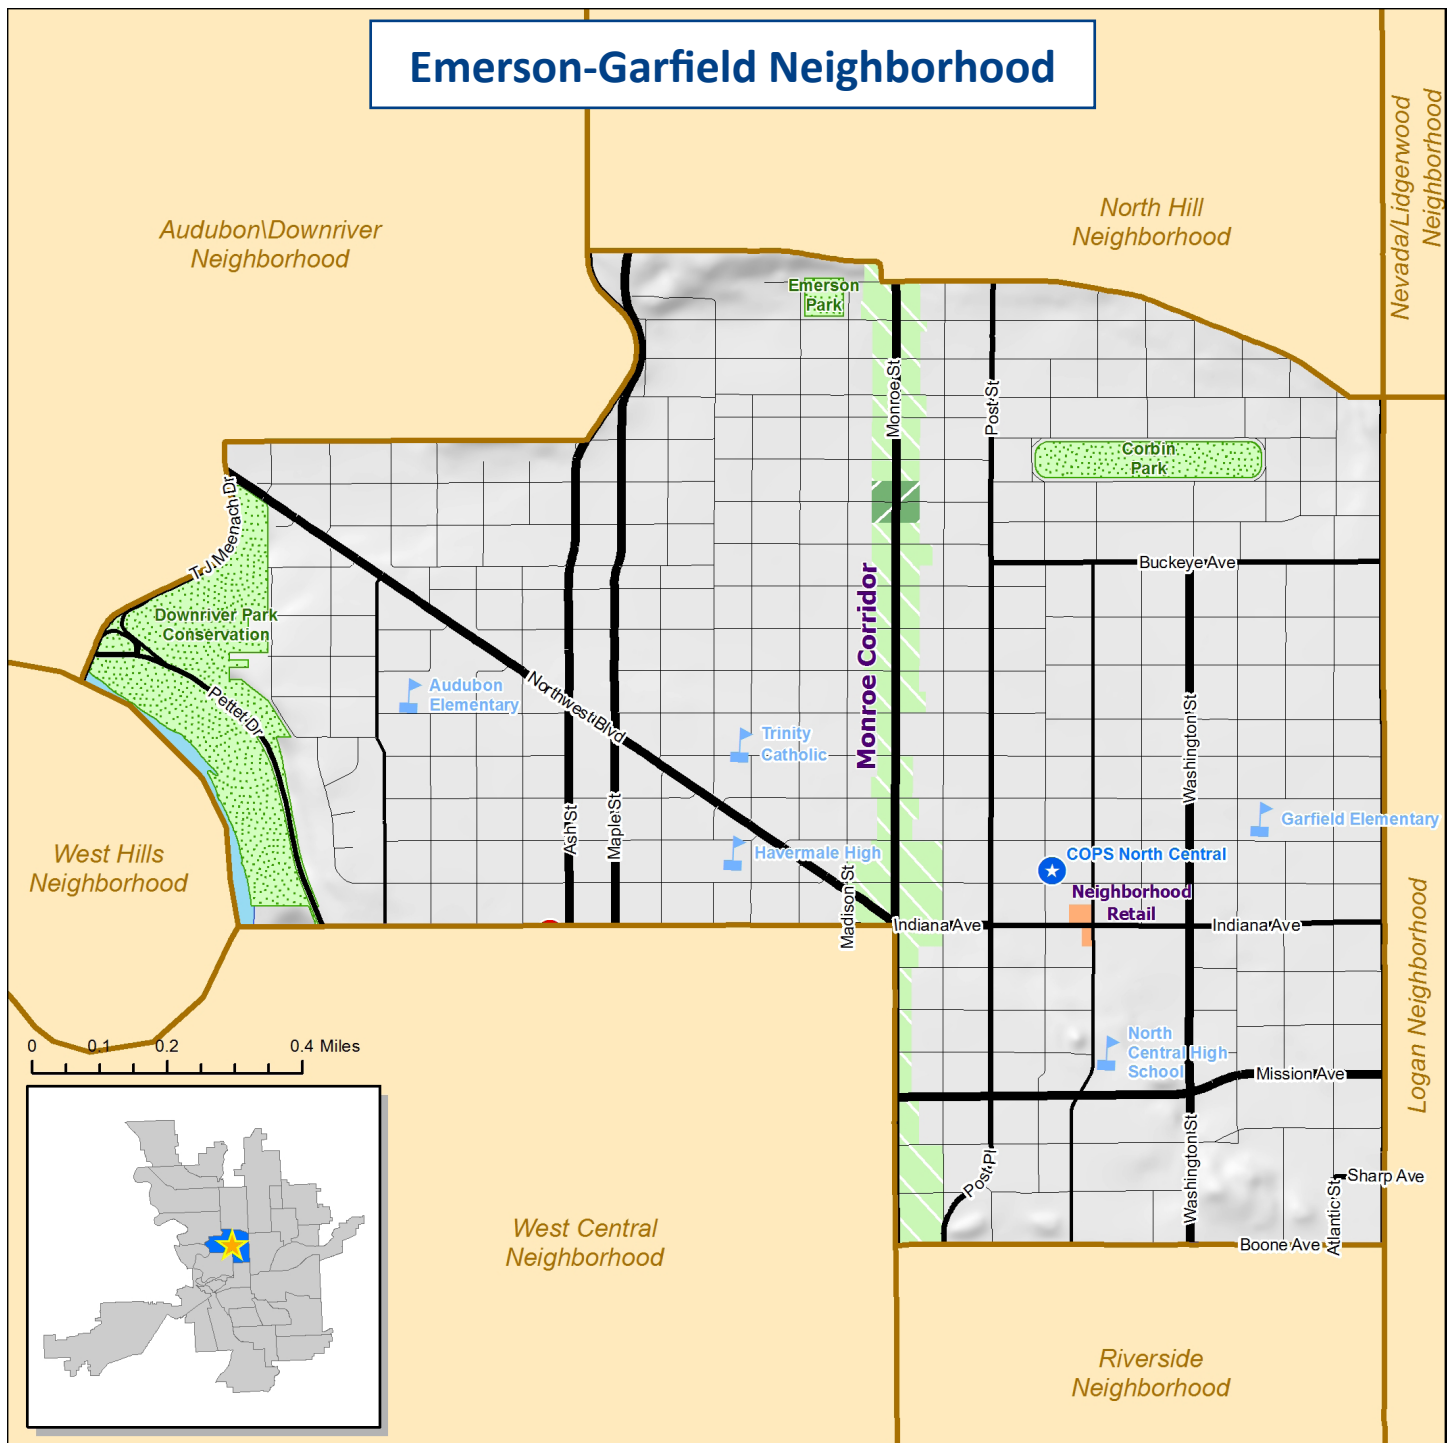 Emerson-Garfield Neighborhood
Nevada/Lidgerwood
Neighborhood
North Hill
Neighborhood
Audubon\Downriver
Neighborhood
Emerson
Park
Monroe St
Post St
Corbin
Park
T J Meenach Dr
Buckeye Ave
Downriver Park
Conservation
Monroe Corridor
Audubon
Elementary
Pettet Dr
Northwest Blvd
Washington St
Trinity
Catholic
Ash St
Maple St
Garfield Elementary
Havermale High
COPS North Central
West Hills
Neighborhood
Madison St
Neighborhood
Retail
Indiana Ave
Indiana Ave
Logan Neighborhood
North
Central High
School
0 0.1 0.2 0.4 Miles
Mission Ave
Washington St
Post Pl
Sharp Ave
Atlantic St
West Central
Neighborhood
Boone Ave
Riverside
Neighborhood